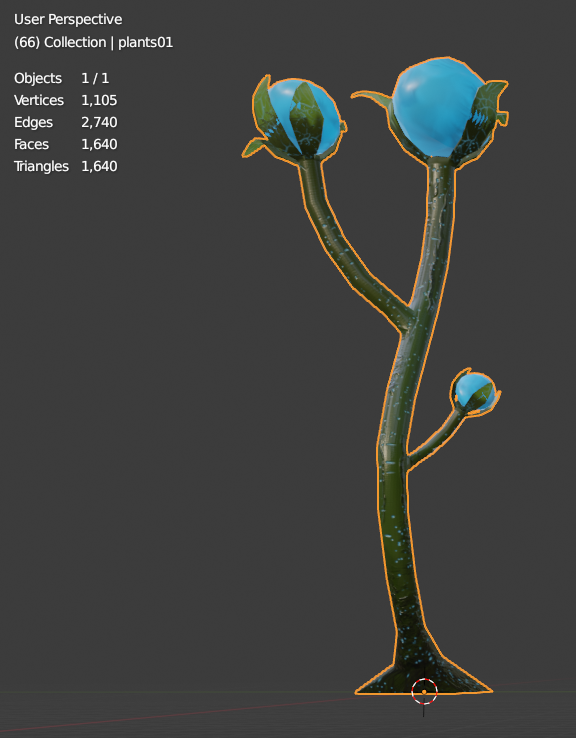 User Perspective
(66) Collection | plants01
Objects 1 / 1
Vertices 1,105
Edges 2,740
Faces 1,640
Triangles 1,640